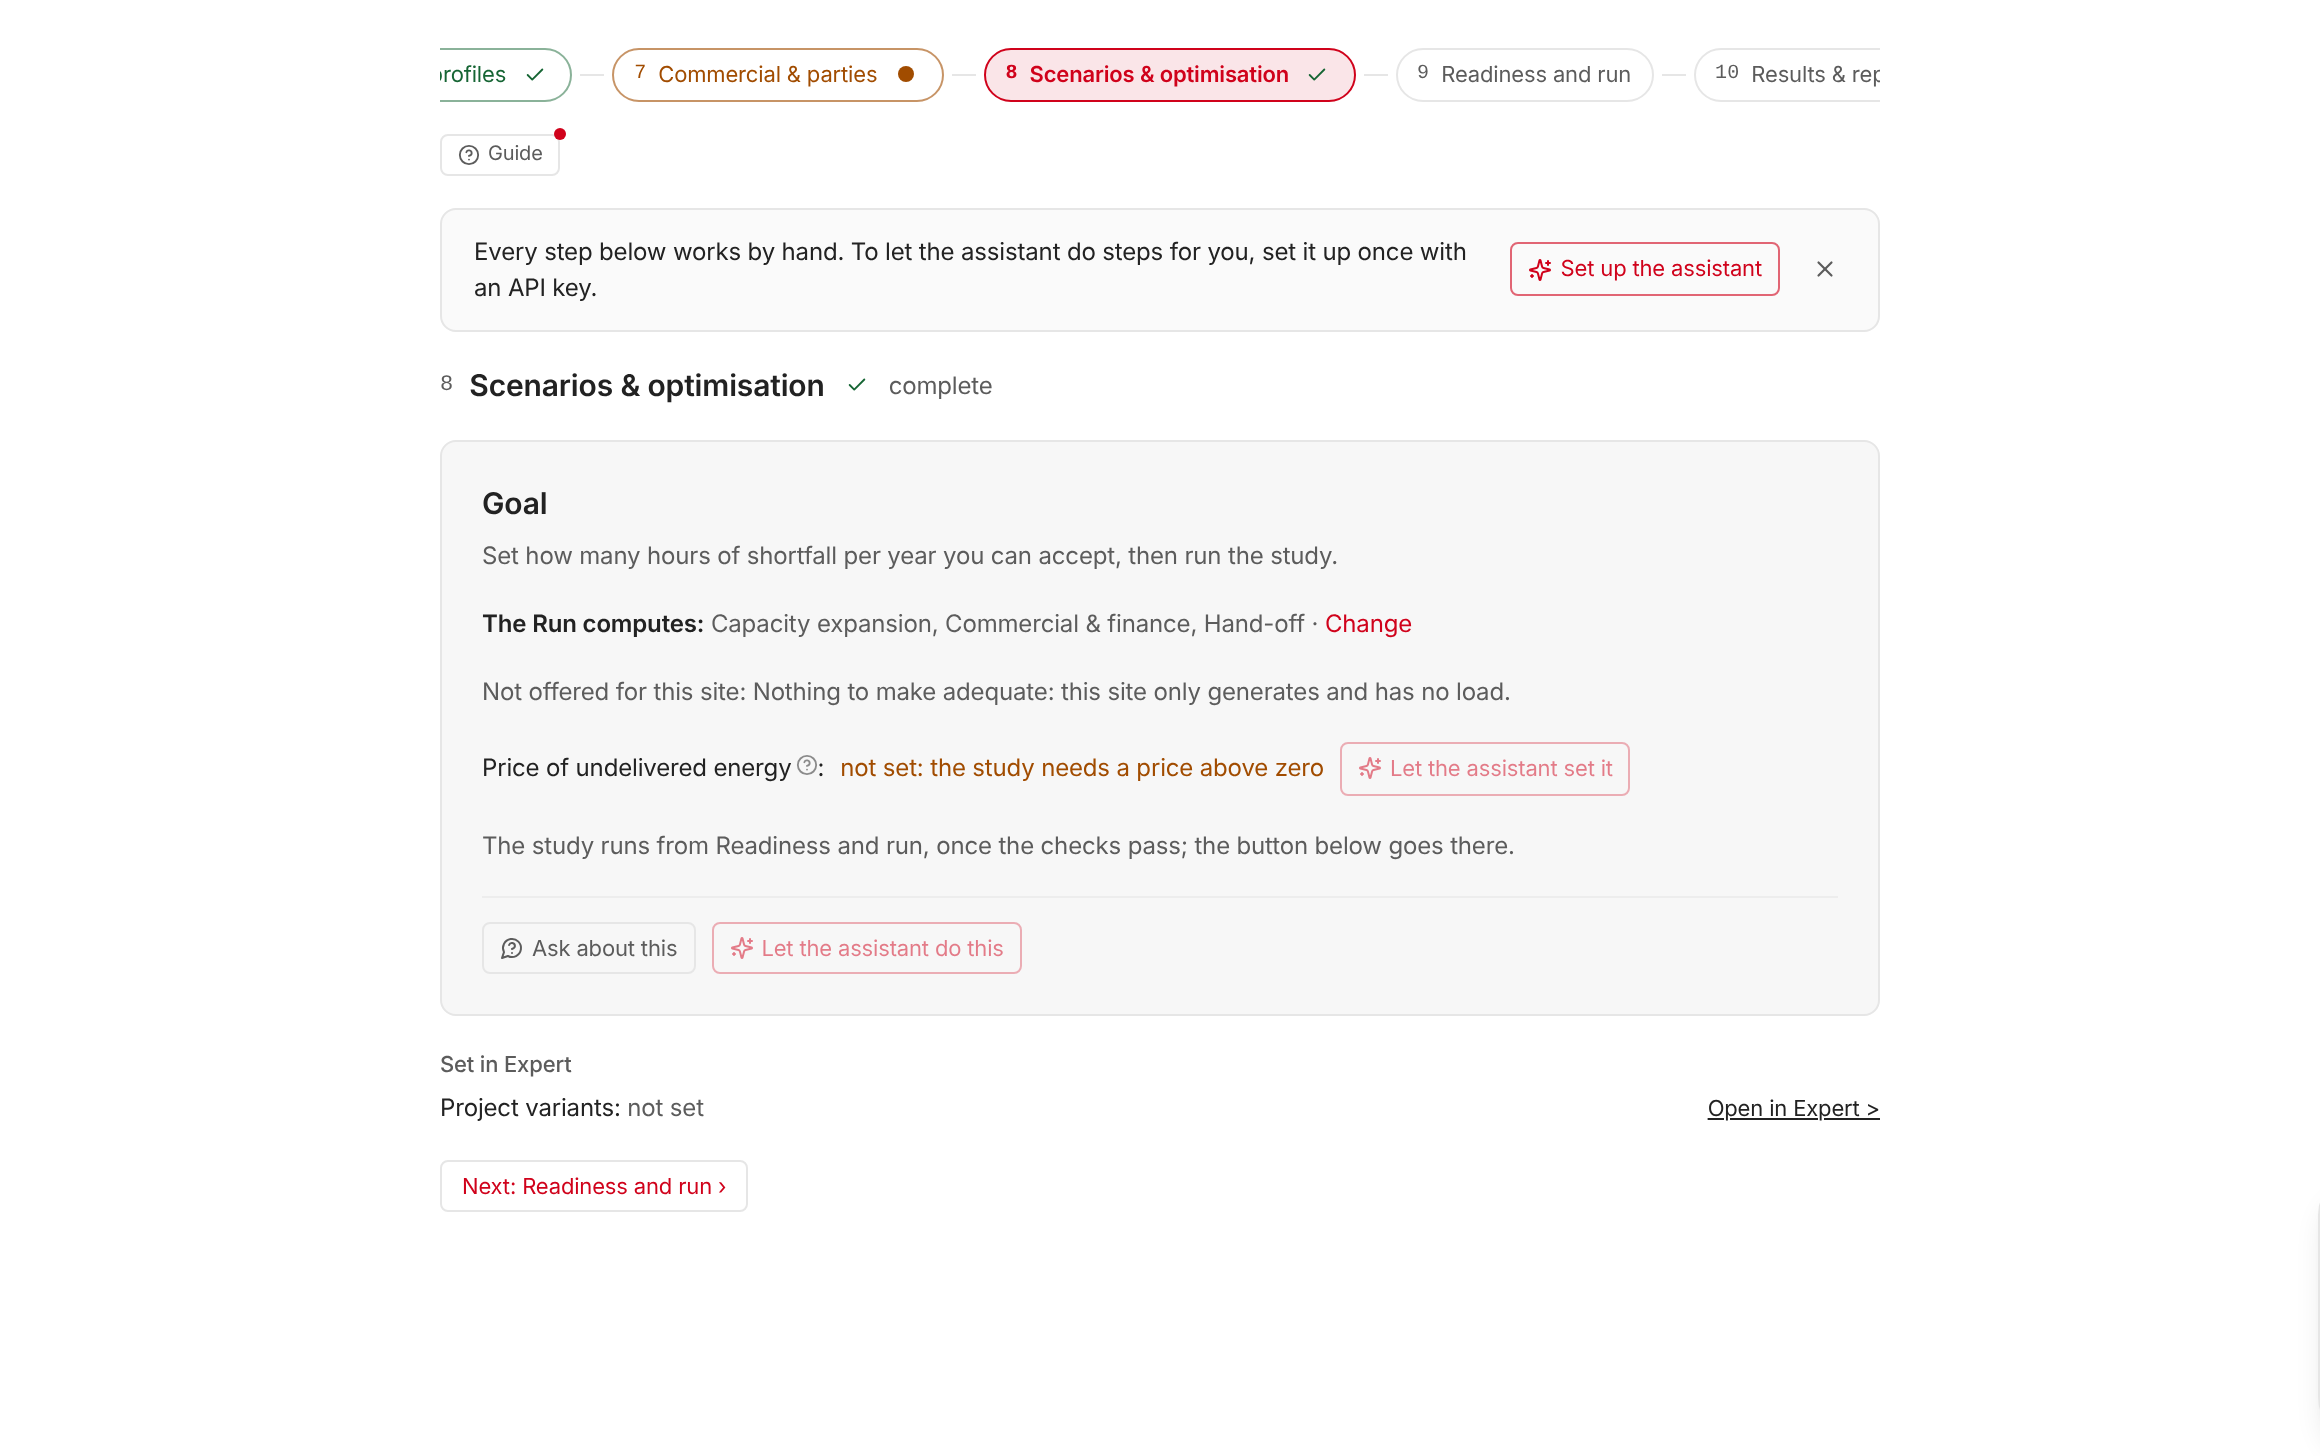 rofiles
7 Commercial & parties
8 Scenarios & optimisation
9 Readiness and run
10 Results & rep
Guide
Every step below works by hand. To let the assistant do steps for you, set it up once with
an API key.
Set up the assistant
8 Scenarios & optimisation complete
Goal
Set how many hours of shortfall per year you can accept, then run the study.
The Run computes: Capacity expansion, Commercial & finance, Hand-off · Change
Not offered for this site: Nothing to make adequate: this site only generates and has no load.
Price of undelivered energy ?: not set: the study needs a price above zero Let the assistant set it
The study runs from Readiness and run, once the checks pass; the button below goes there.
Ask about this Let the assistant do this
Set in Expert
Project variants: not set Open in Expert >
Next: Readiness and run ›